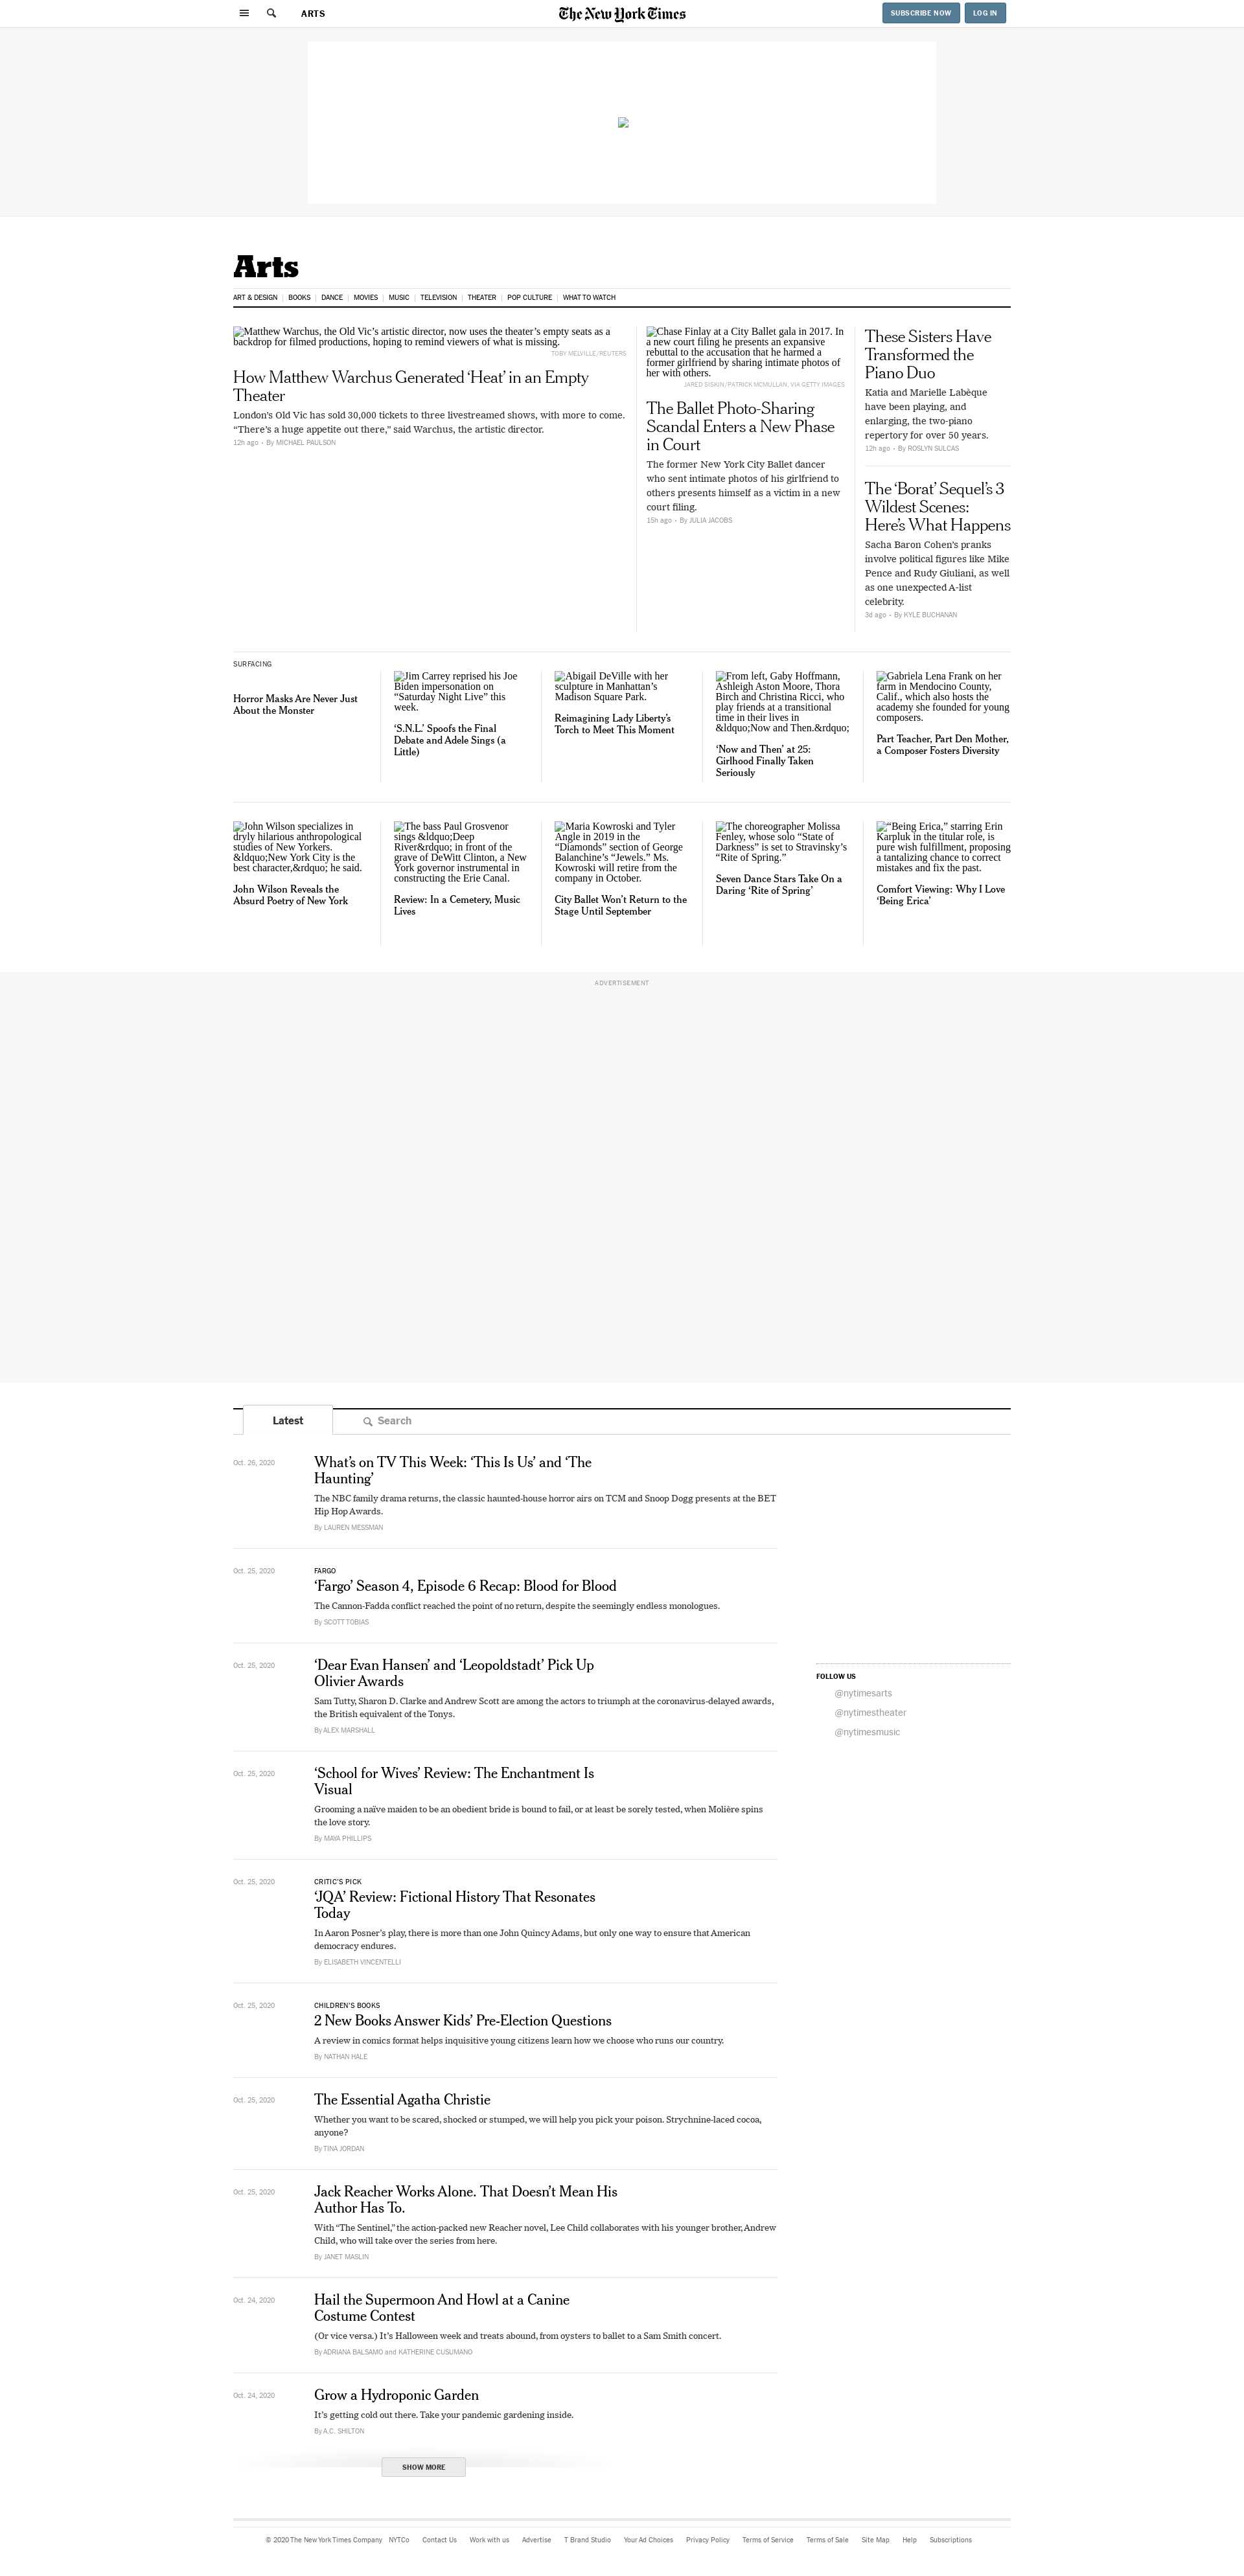 ARTS
The New York Times
SUBSCRIBE NOW
LOG IN
Arts
ART & DESIGN
BOOKS
DANCE
MOVIES
MUSIC
TELEVISION
THEATER
POP CULTURE
WHAT TO WATCH
Matthew Warchus, the Old Vic’s artistic director, now uses the theater’s empty seats as a
backdrop for filmed productions, hoping to remind viewers of what is missing.
TOBY MELVILLE/REUTERS
How Matthew Warchus Generated ‘Heat’ in an Empty
Theater
London’s Old Vic has sold 30,000 tickets to three livestreamed shows, with more to come.
“There’s a huge appetite out there,” said Warchus, the artistic director.
12h ago · By MICHAEL PAULSON
Chase Finlay at a City Ballet gala in 2017. In
a new court filing he presents an expansive
rebuttal to the accusation that he harmed a
former girlfriend by sharing intimate photos of
her with others.
JARED SISKIN/PATRICK MCMULLAN, VIA GETTY IMAGES
The Ballet Photo-Sharing
Scandal Enters a New Phase
in Court
The former New York City Ballet dancer
who sent intimate photos of his girlfriend to
others presents himself as a victim in a new
court filing.
15h ago · By JULIA JACOBS
These Sisters Have
Transformed the
Piano Duo
Katia and Marielle Labèque
have been playing, and
enlarging, the two-piano
repertory for over 50 years.
12h ago · By ROSLYN SULCAS
The ‘Borat’ Sequel’s 3
Wildest Scenes:
Here’s What Happens
Sacha Baron Cohen’s pranks
involve political figures like Mike
Pence and Rudy Giuliani, as well
as one unexpected A-list
celebrity.
3d ago · By KYLE BUCHANAN
SURFACING
Horror Masks Are Never Just
About the Monster
Jim Carrey reprised his Joe
Biden impersonation on
“Saturday Night Live” this
week.
‘S.N.L.’ Spoofs the Final
Debate and Adele Sings (a
Little)
Abigail DeVille with her
sculpture in Manhattan’s
Madison Square Park.
Reimagining Lady Liberty’s
Torch to Meet This Moment
From left, Gaby Hoffmann,
Ashleigh Aston Moore, Thora
Birch and Christina Ricci, who
play friends at a transitional
time in their lives in
&ldquo;Now and Then.&rdquo;
‘Now and Then’ at 25:
Girlhood Finally Taken
Seriously
Gabriela Lena Frank on her
farm in Mendocino County,
Calif., which also hosts the
academy she founded for young
composers.
Part Teacher, Part Den Mother,
a Composer Fosters Diversity
John Wilson specializes in
dryly hilarious anthropological
studies of New Yorkers.
&ldquo;New York City is the
best character,&rdquo; he said.
John Wilson Reveals the
Absurd Poetry of New York
The bass Paul Grosvenor
sings &ldquo;Deep
River&rdquo; in front of the
grave of DeWitt Clinton, a New
York governor instrumental in
constructing the Erie Canal.
Review: In a Cemetery, Music
Lives
Maria Kowroski and Tyler
Angle in 2019 in the
“Diamonds” section of George
Balanchine’s “Jewels.” Ms.
Kowroski will retire from the
company in October.
City Ballet Won’t Return to the
Stage Until September
The choreographer Molissa
Fenley, whose solo “State of
Darkness” is set to Stravinsky’s
“Rite of Spring.”
Seven Dance Stars Take On a
Daring ‘Rite of Spring’
“Being Erica,” starring Erin
Karpluk in the titular role, is
pure wish fulfillment, proposing
a tantalizing chance to correct
mistakes and fix the past.
Comfort Viewing: Why I Love
‘Being Erica’
ADVERTISEMENT
Latest
Search
Oct. 26, 2020
What’s on TV This Week: ‘This Is Us’ and ‘The
Haunting’
The NBC family drama returns, the classic haunted-house horror airs on TCM and Snoop Dogg presents at the BET
Hip Hop Awards.
By LAUREN MESSMAN
Oct. 25, 2020
FARGO
‘Fargo’ Season 4, Episode 6 Recap: Blood for Blood
The Cannon-Fadda conflict reached the point of no return, despite the seemingly endless monologues.
By SCOTT TOBIAS
Oct. 25, 2020
‘Dear Evan Hansen’ and ‘Leopoldstadt’ Pick Up
Olivier Awards
Sam Tutty, Sharon D. Clarke and Andrew Scott are among the actors to triumph at the coronavirus-delayed awards,
the British equivalent of the Tonys.
By ALEX MARSHALL
FOLLOW US
@nytimesarts
@nytimestheater
@nytimesmusic
Oct. 25, 2020
‘School for Wives’ Review: The Enchantment Is
Visual
Grooming a naïve maiden to be an obedient bride is bound to fail, or at least be sorely tested, when Molière spins
the love story.
By MAYA PHILLIPS
Oct. 25, 2020
CRITIC’S PICK
‘JQA’ Review: Fictional History That Resonates
Today
In Aaron Posner’s play, there is more than one John Quincy Adams, but only one way to ensure that American
democracy endures.
By ELISABETH VINCENTELLI
Oct. 25, 2020
CHILDREN’S BOOKS
2 New Books Answer Kids’ Pre-Election Questions
A review in comics format helps inquisitive young citizens learn how we choose who runs our country.
By NATHAN HALE
Oct. 25, 2020
The Essential Agatha Christie
Whether you want to be scared, shocked or stumped, we will help you pick your poison. Strychnine-laced cocoa,
anyone?
By TINA JORDAN
Oct. 25, 2020
Jack Reacher Works Alone. That Doesn’t Mean His
Author Has To.
With “The Sentinel,” the action-packed new Reacher novel, Lee Child collaborates with his younger brother, Andrew
Child, who will take over the series from here.
By JANET MASLIN
Oct. 24, 2020
Hail the Supermoon And Howl at a Canine
Costume Contest
(Or vice versa.) It’s Halloween week and treats abound, from oysters to ballet to a Sam Smith concert.
By ADRIANA BALSAMO and KATHERINE CUSUMANO
Oct. 24, 2020
Grow a Hydroponic Garden
It’s getting cold out there. Take your pandemic gardening inside.
By A.C. SHILTON
SHOW MORE
© 2020 The New York Times Company NYTCo Contact Us Work with us Advertise T Brand Studio Your Ad Choices Privacy Policy Terms of Service Terms of Sale Site Map Help Subscriptions